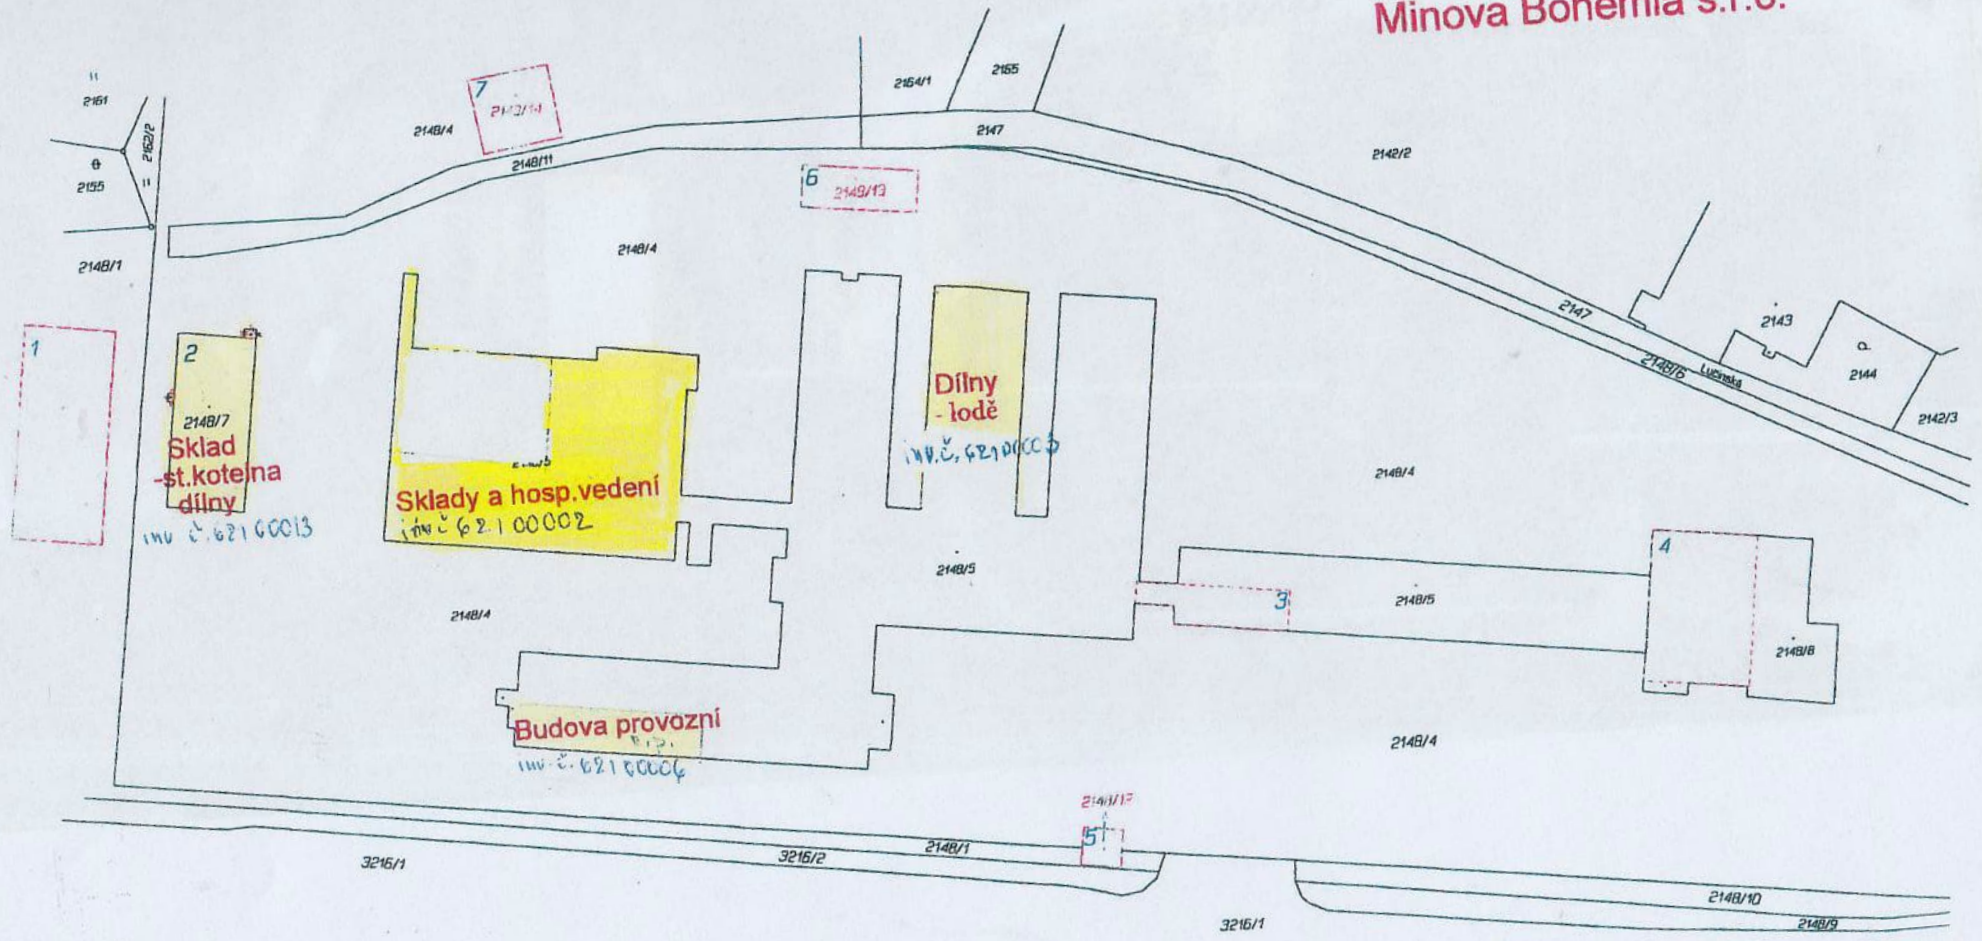 Minova Bohemia s.r.o.
2161
2162/2
2155
2148/1
2148/4
7
2148/11
2164/1
2165
2147
2142/2
6
2148/4
1
2
2148/7
Sklad
-st.kotelna
dílny
inv č.62100013
Sklady a hosp.vedení
inv č 62100002
Dílny
- lodě
inv.č.62100003
2147
2148/6
Lučinská
2143
2144
2142/3
2148/4
2148/5
3
2148/5
4
2148/8
2148/4
Budova provozní
inv.č.62100004
2148/4
5
3216/1
3216/2
2148/1
3216/1
2148/10
2148/9